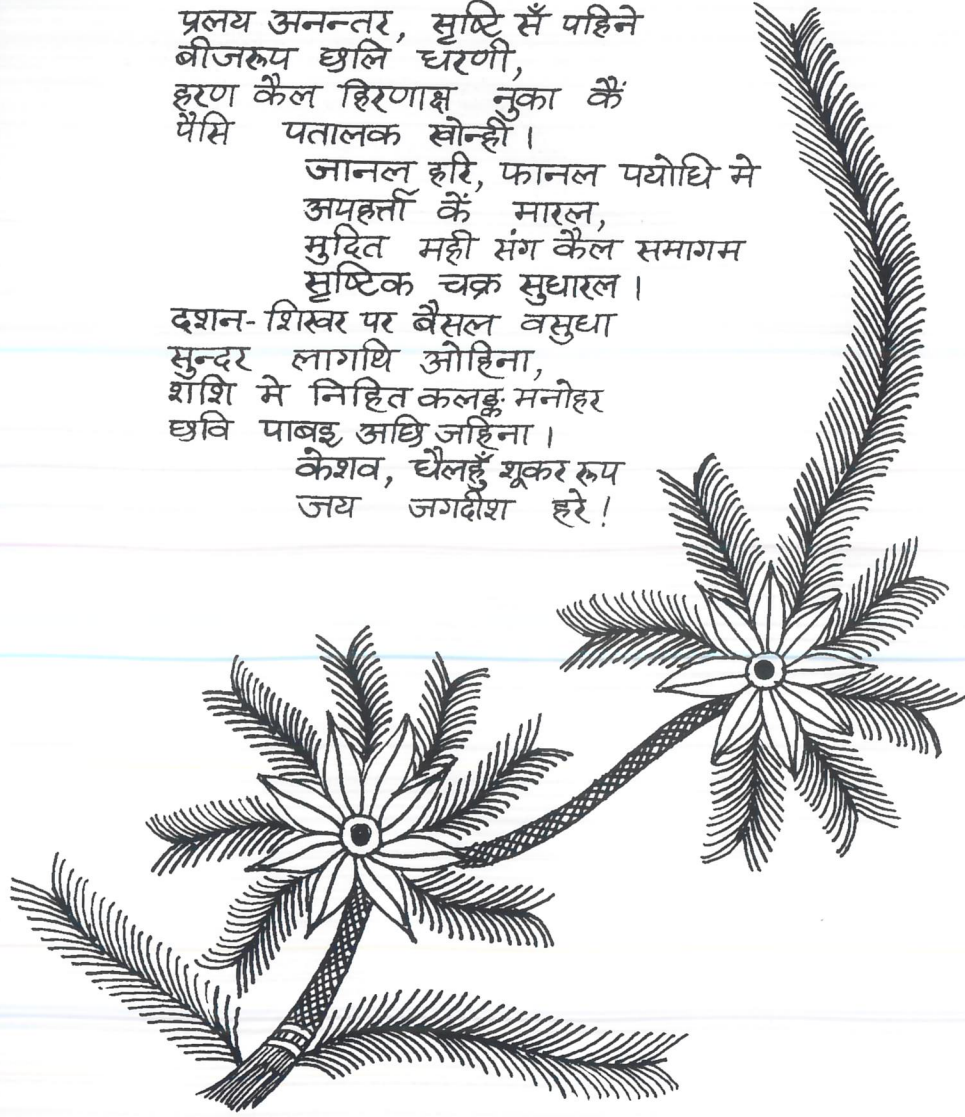 प्रलय अनन्तर, सृष्टि सँ पहिने
बीजरूप छलि धरणी,
हरण कैल हिरणाक्ष नुका कैं
पैसि पतालक खोन्ही।
जानल हरि, फानल पयोधि मे
अपहर्त्ता कें मारल,
मुदित मही संग कैल समागम
सृष्टिक चक्र सुधारल।
दशन-शिखर पर बैसल वसुधा
सुन्दर लागथि ओहिना,
शशि मे निहित कलङ्क मनोहर
छवि पाबइ अछि जहिना।
केशव, धैलहुँ शूकर रूप
जय जगदीश हरे!